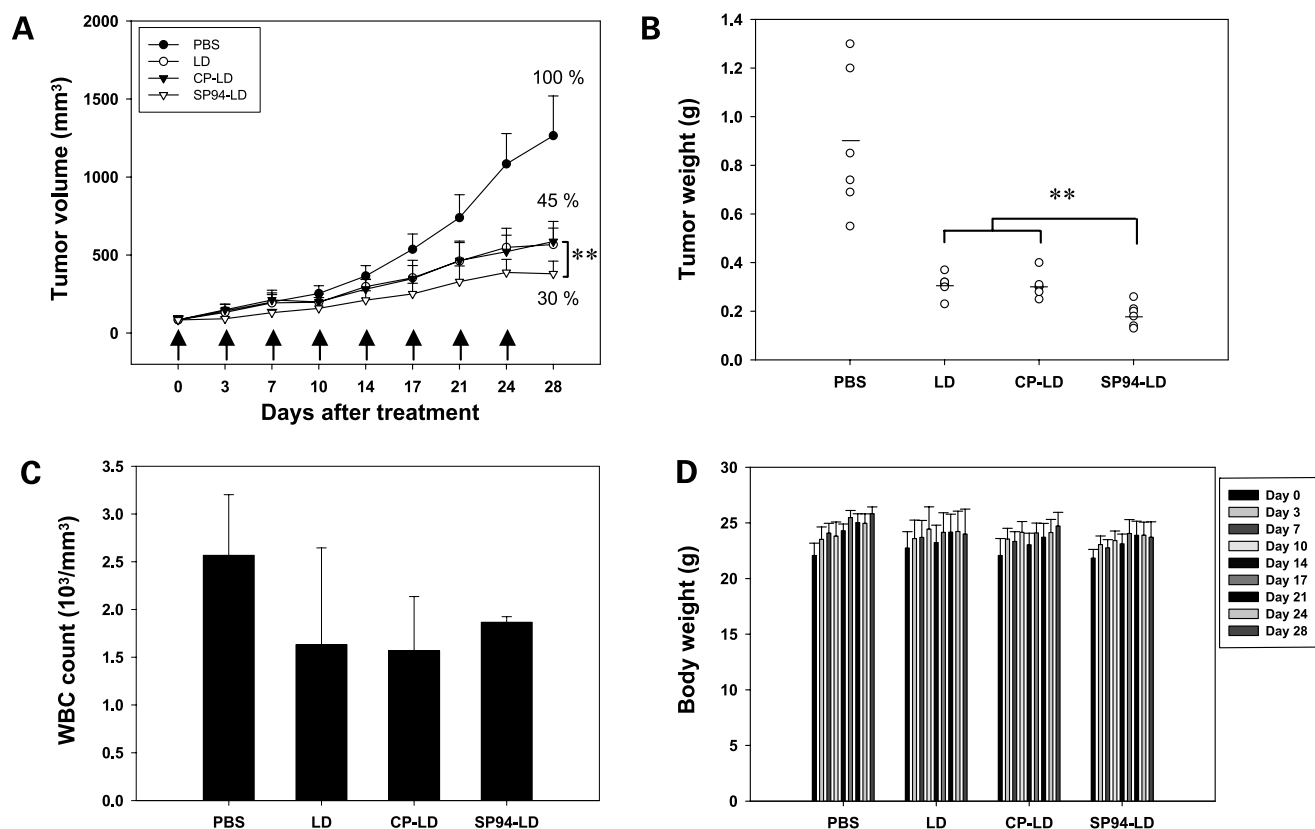 A
Tumor volume (mm³)
2000
1500
1000
500
0
PBS
LD
CP-LD
SP94-LD
100 %
45 %
**
30 %
0 3 7 10 14 17 21 24 28
Days after treatment
B
Tumor weight (g)
1.4
1.2
1.0
0.8
0.6
0.4
0.2
0.0
**
PBS LD CP-LD SP94-LD
C
WBC count (10³/mm³)
3.5
3.0
2.5
2.0
1.5
1.0
0.5
0.0
PBS LD CP-LD SP94-LD
D
Body weight (g)
30
25
20
15
10
5
0
PBS LD CP-LD SP94-LD
Day 0
Day 3
Day 7
Day 10
Day 14
Day 17
Day 21
Day 24
Day 28